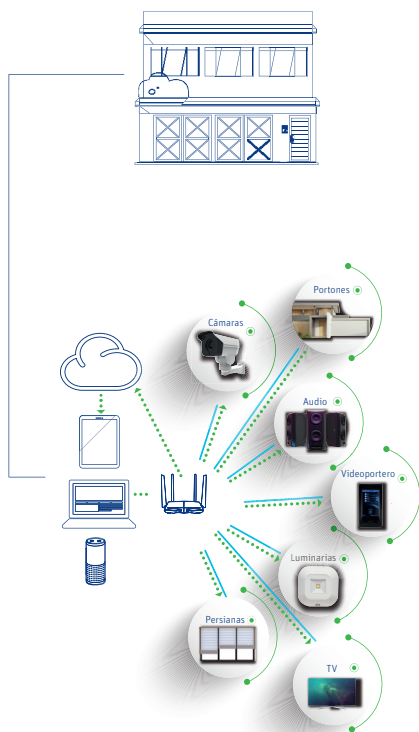 Portones
Cámaras
Audio
Videoportero
Luminarias
Persianas
TV